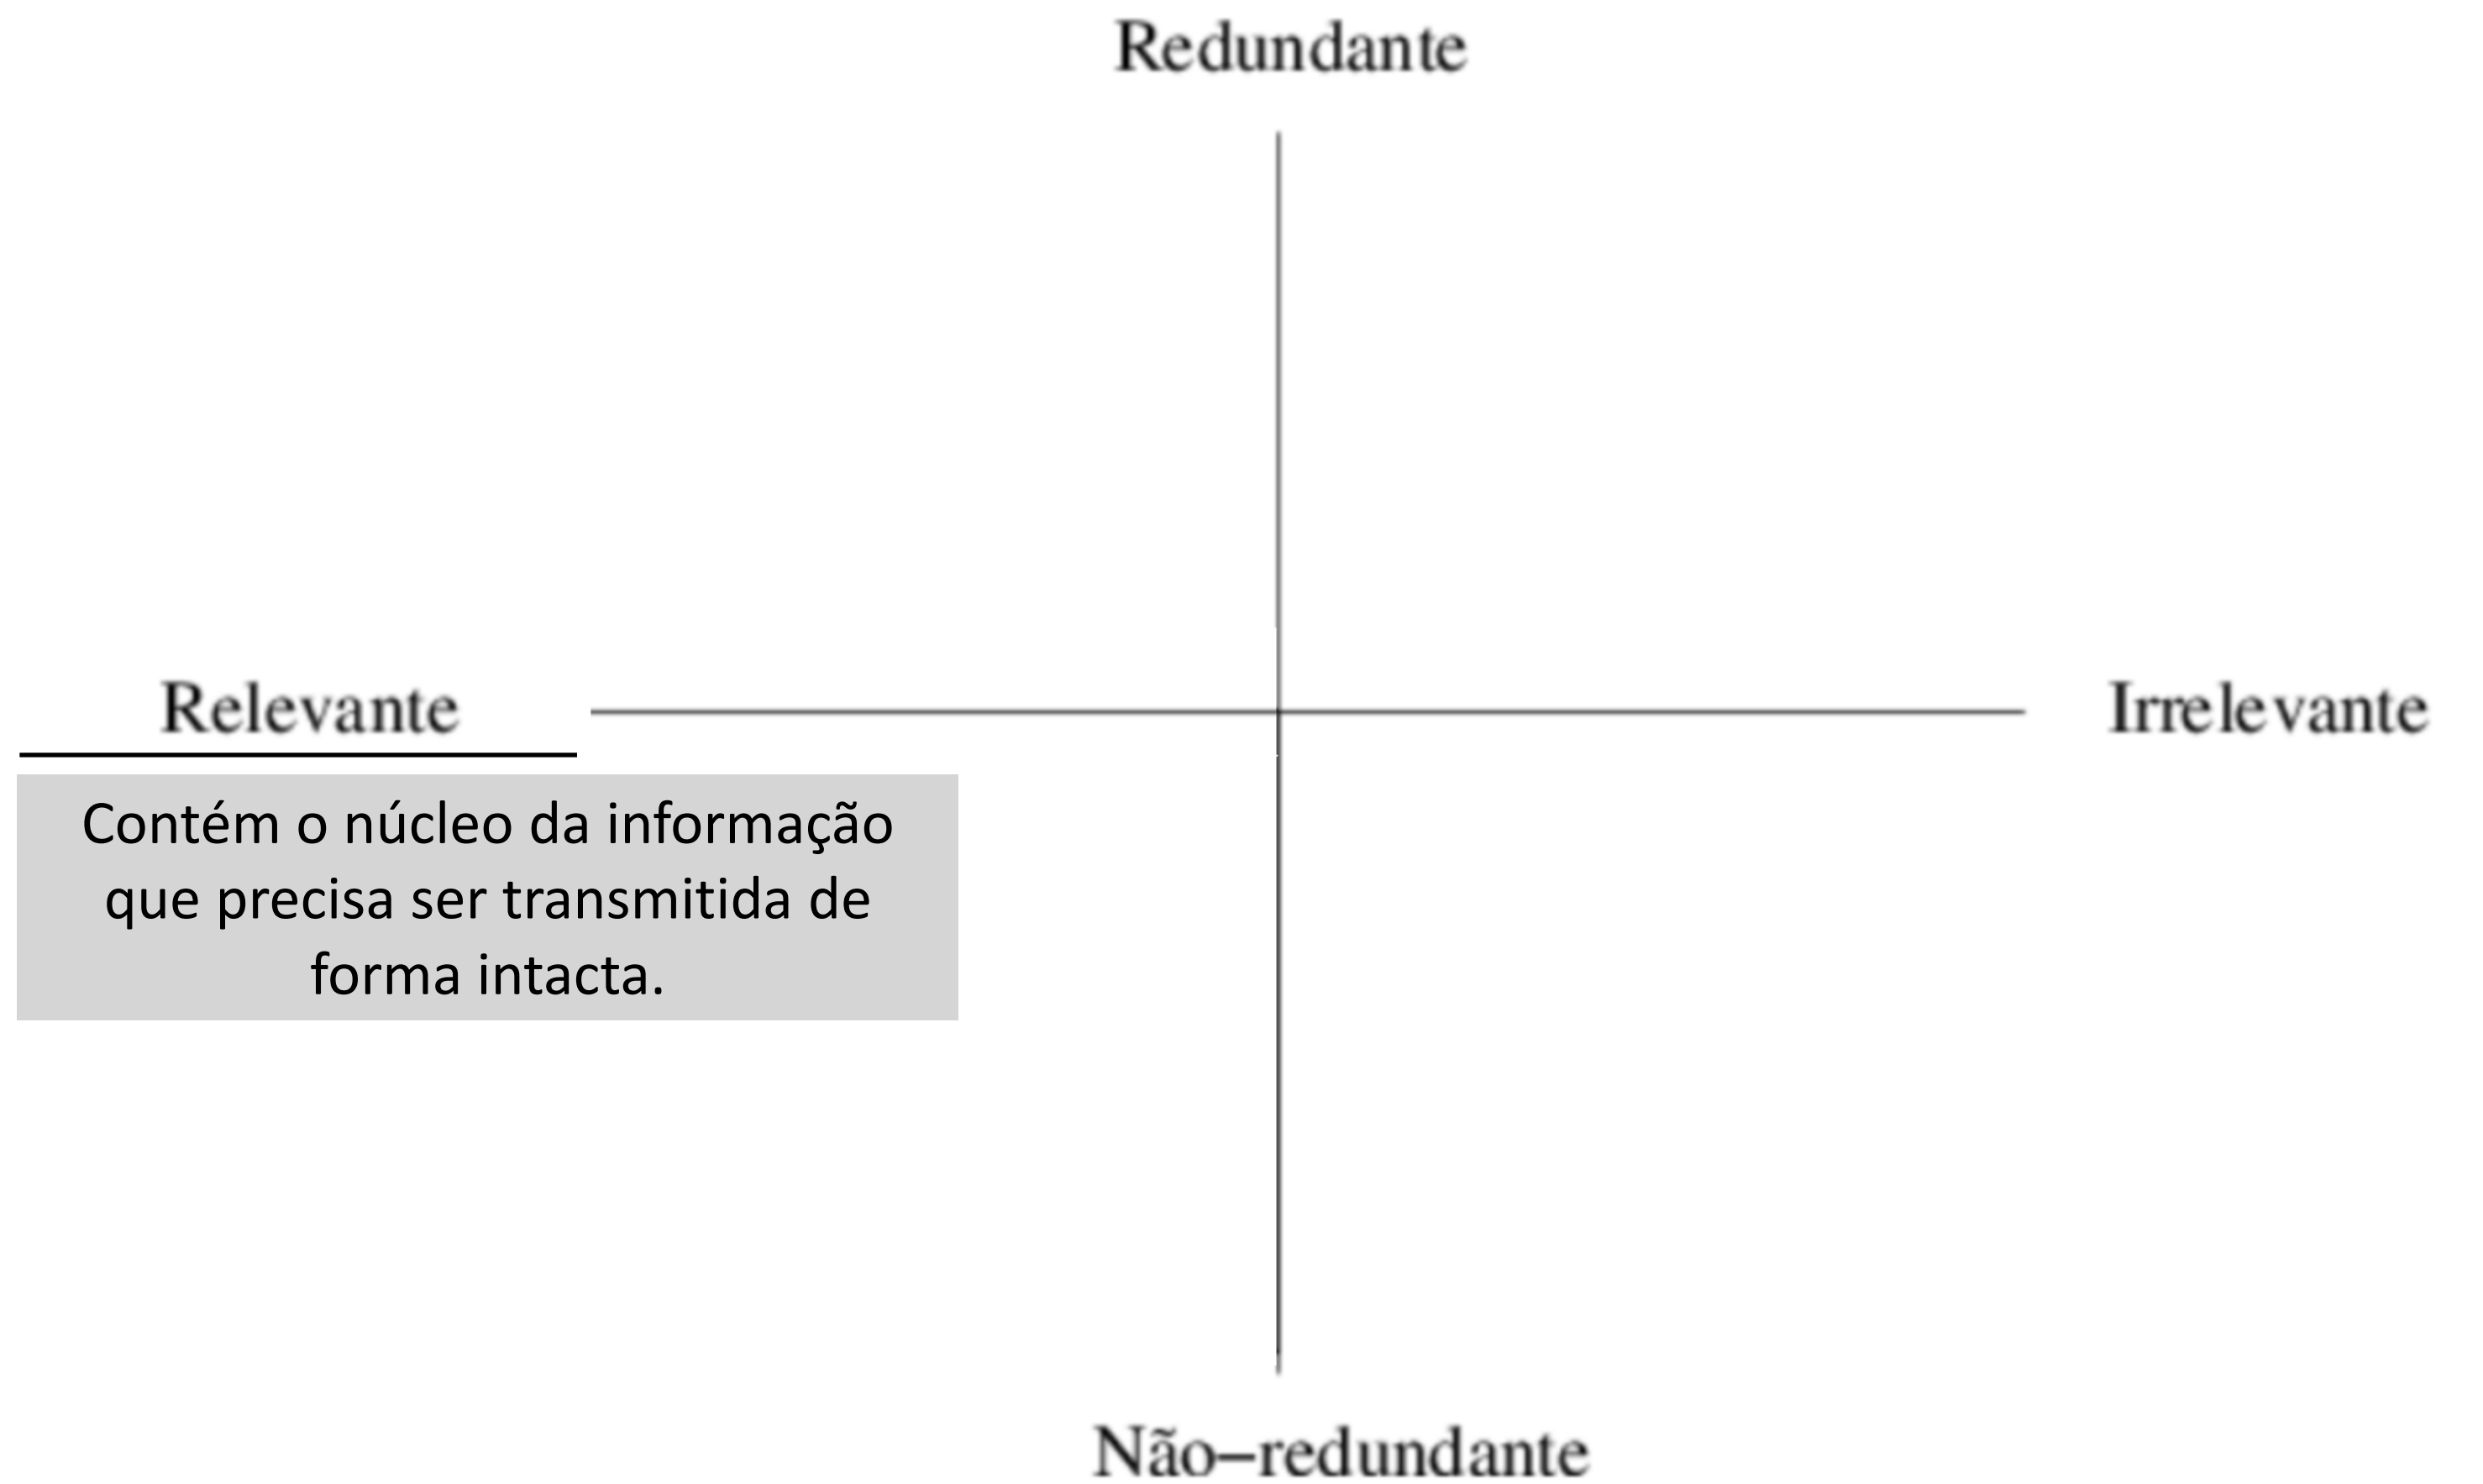 Redundante
Relevante
Irrelevante
Contém o núcleo da informação
que precisa ser transmitida de
forma intacta.
Não–redundante